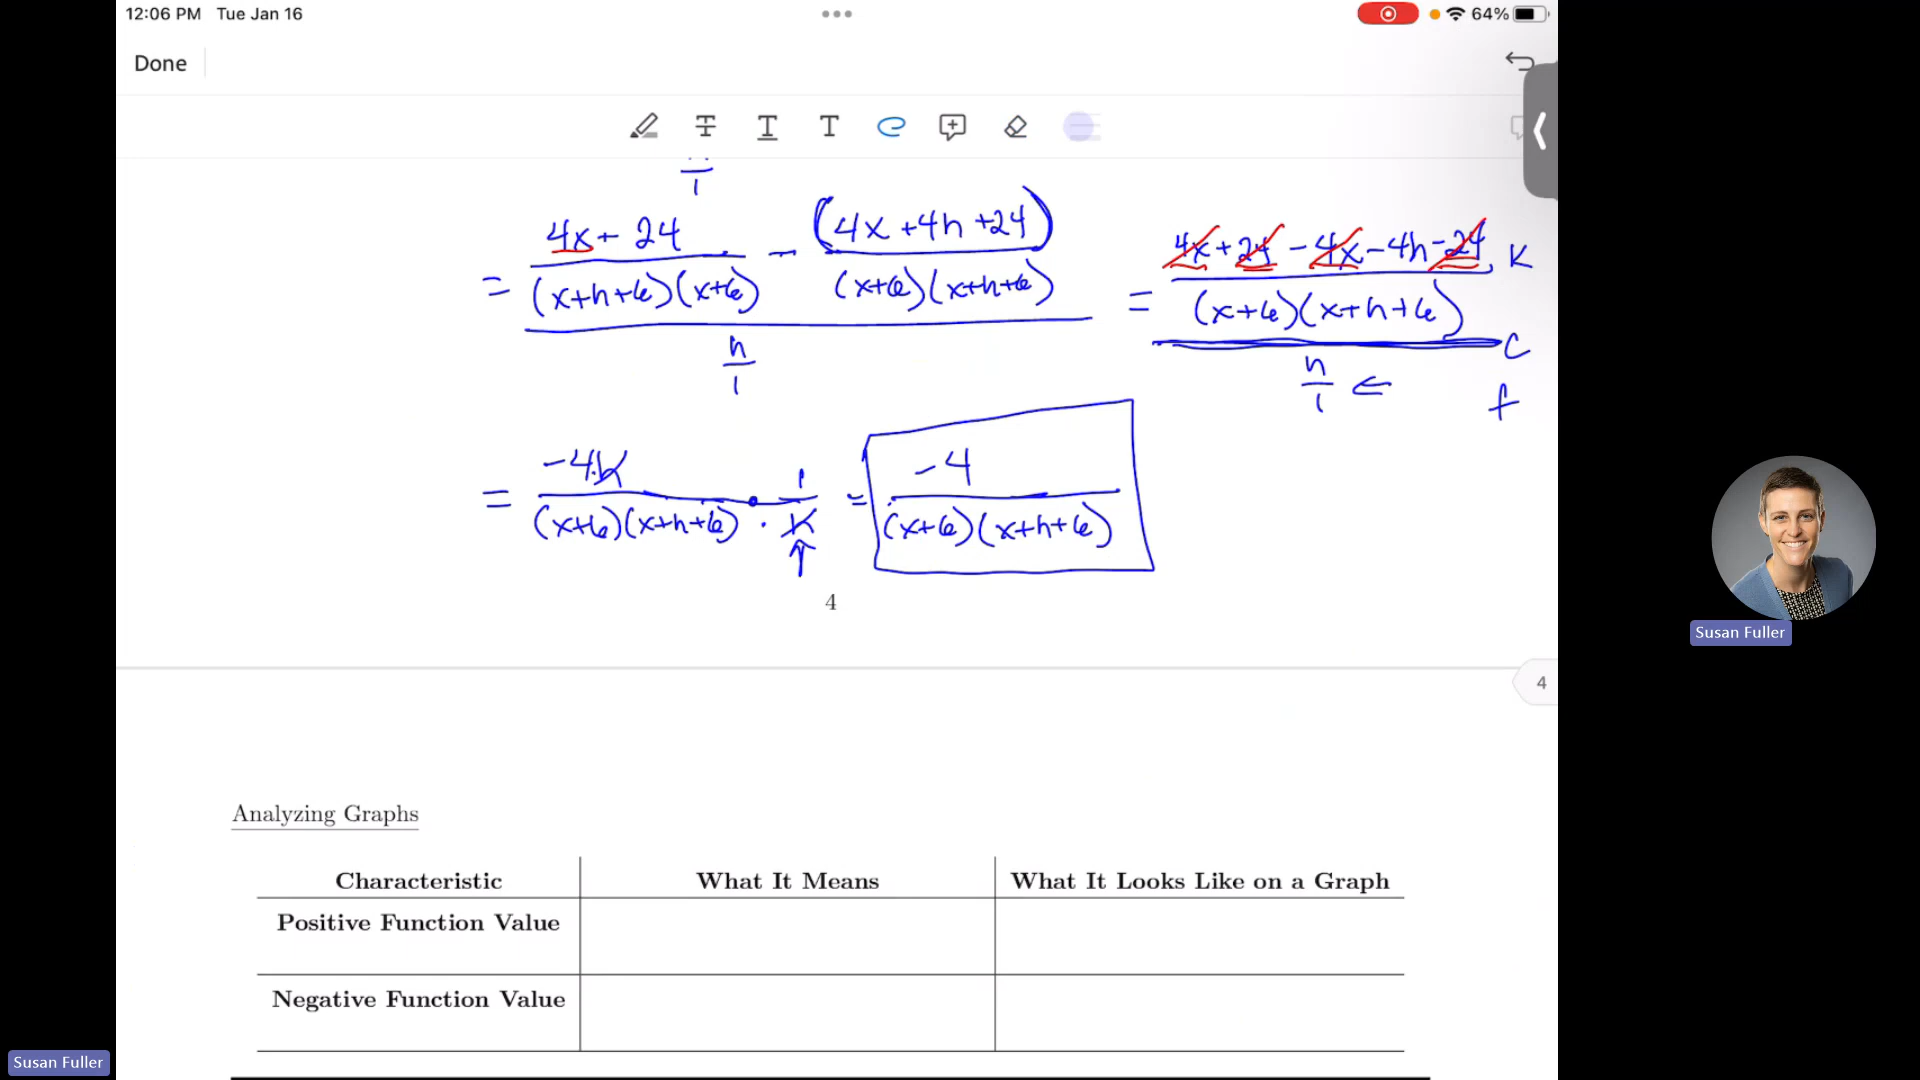 12:06 PM Tue Jan 16
64%
Done
1
4x + 24 - (4x + 4h + 24)
= (x+h+6)(x+6) (x+6)(x+h+6)
h
1
4x + 24 - 4x - 4h - 24 K
= (x+6)(x+h+6)
C
h
1 ← f
= -4·h · 1 = -4
(x+6)(x+h+6) · h (x+6)(x+h+6)
↑
4
4
Analyzing Graphs
Characteristic What It Means What It Looks Like on a Graph
Positive Function Value
Negative Function Value
Susan Fuller
Susan Fuller